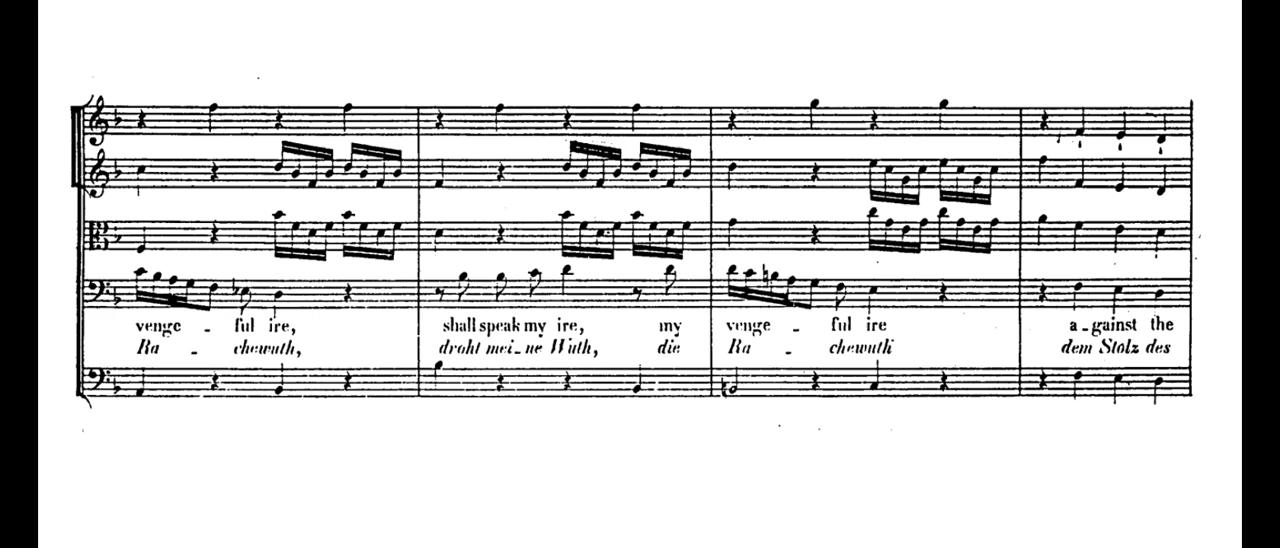 venge - ful ire, shall speak my ire, my venge - ful ire a - gainst the
Ra - chewuth, droht mei - ne Wuth, die Ra - chewuth dem Stolz des